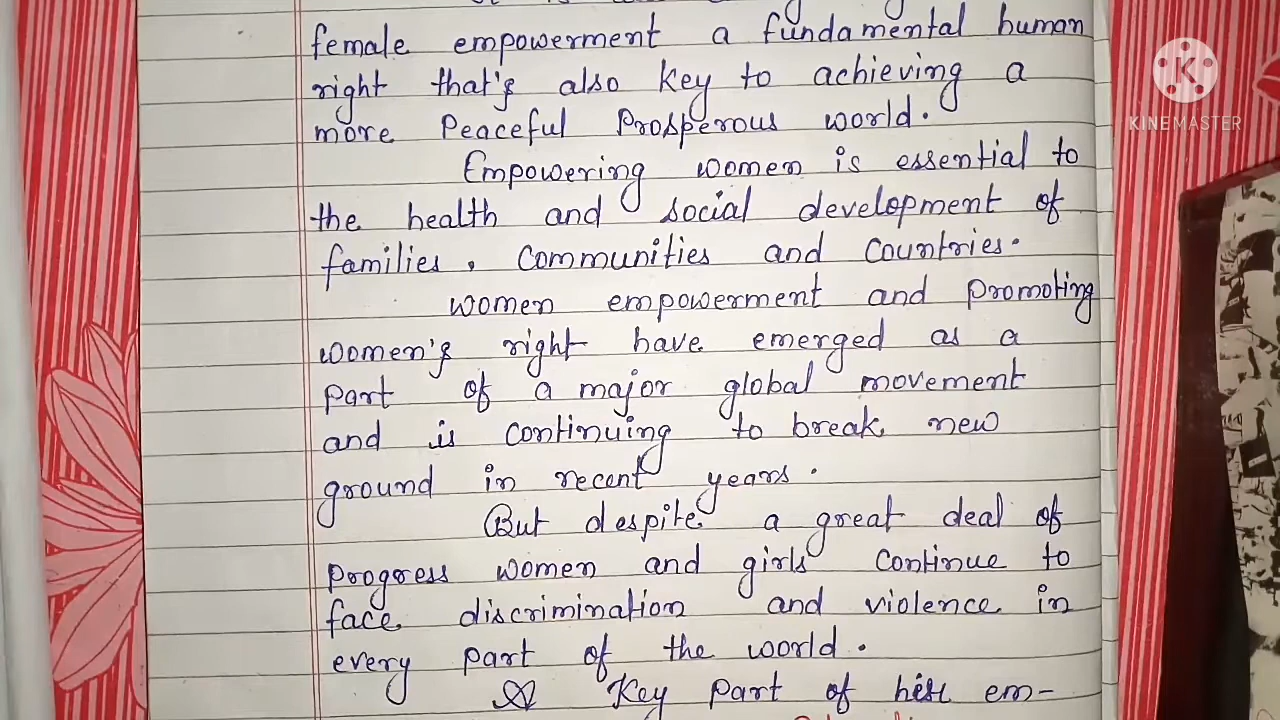 female empowerment a fundamental human
right that's also key to achieving a
more Peaceful Prosperous world.
Empowering women is essential to
the health and social development of
families, communities and countries.
women empowerment and promoting
women's right have emerged as a
part of a major global movement
and is continuing to break new
ground in recent years.
But despite a great deal of
progress women and girls continue to
face discrimination and violence in
every part of the world.
Key part of em-
K
KINEMASTER